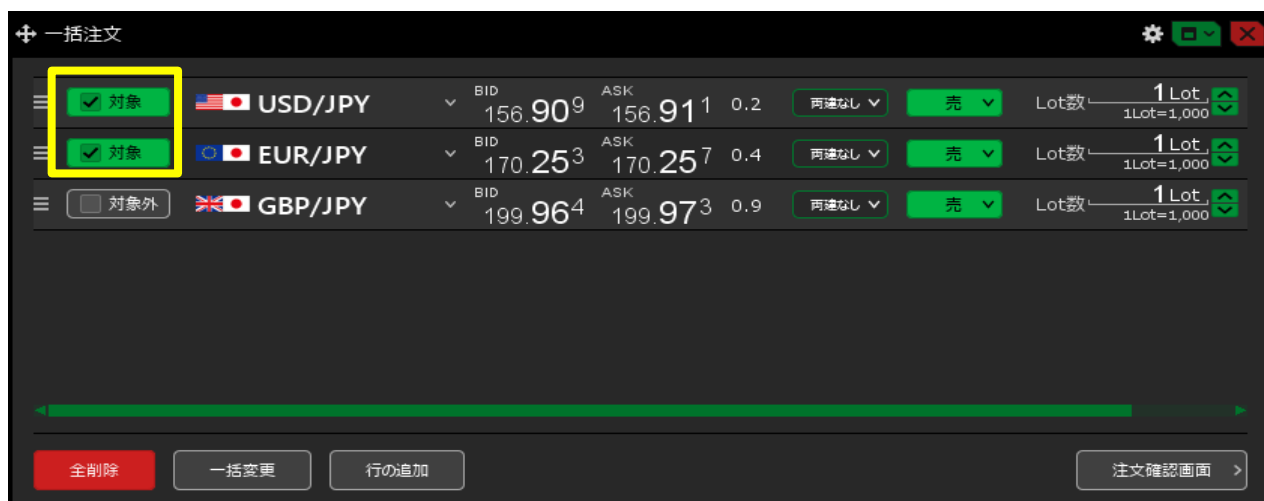 一括注文
対象 USD/JPY BID 156.909 ASK 156.911 0.2 両建なし 売 Lot数 1 Lot 1Lot=1,000
対象 EUR/JPY BID 170.253 ASK 170.257 0.4 両建なし 売 Lot数 1 Lot 1Lot=1,000
対象外 GBP/JPY BID 199.964 ASK 199.973 0.9 両建なし 売 Lot数 1 Lot 1Lot=1,000
全削除 一括変更 行の追加 注文確認画面